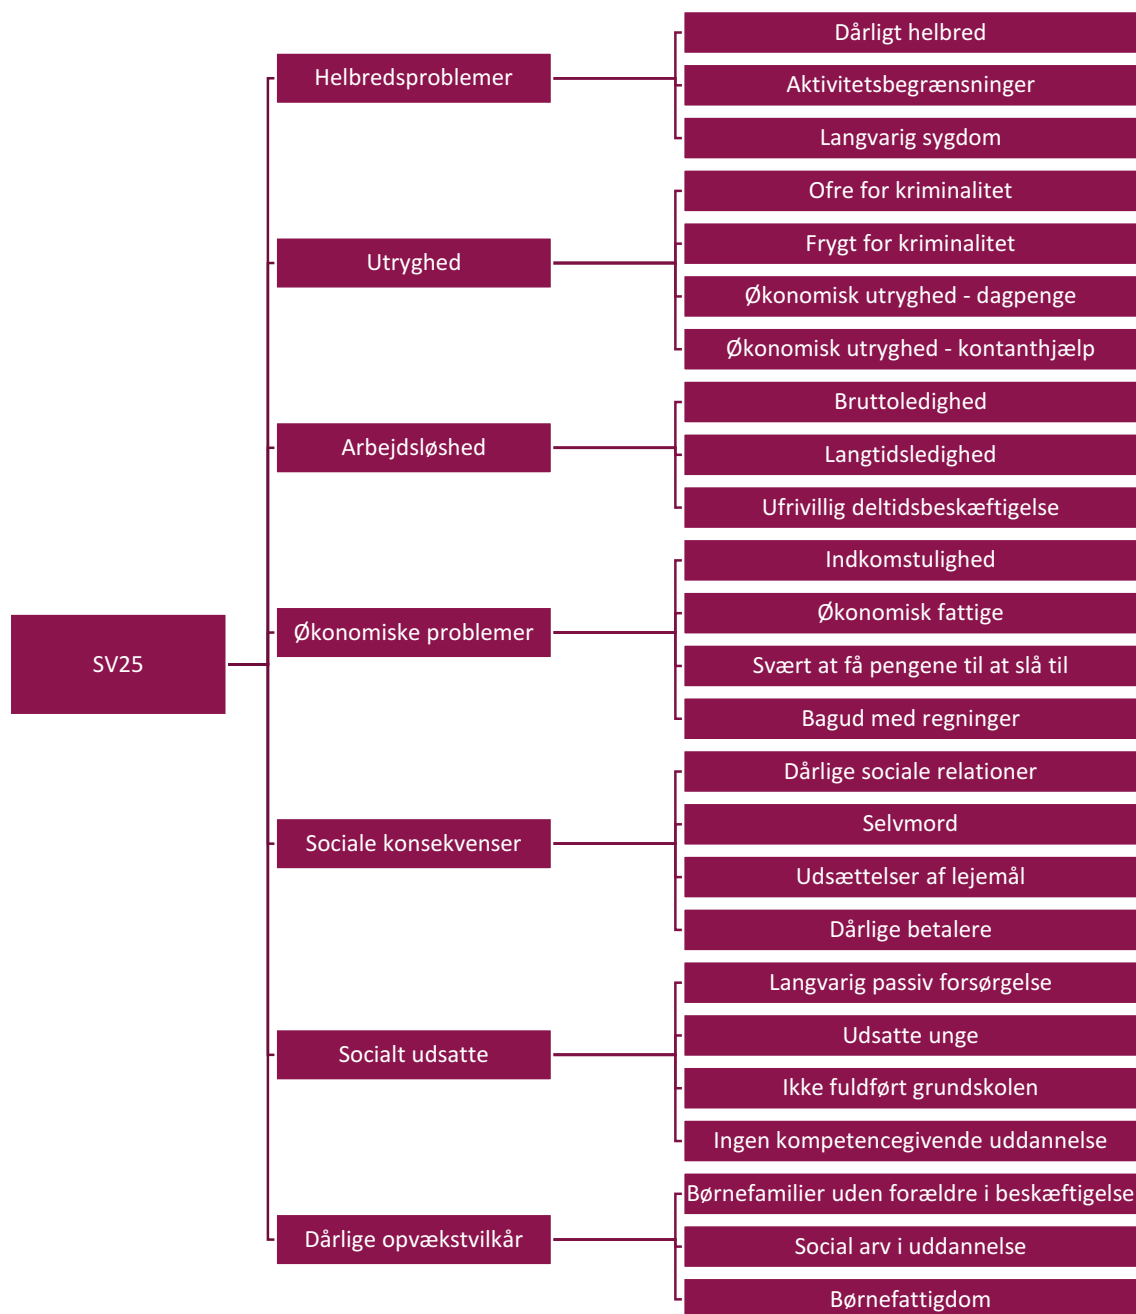 SV25
Helbredsproblemer
Dårligt helbred
Aktivitetsbegrænsninger
Langvarig sygdom
Utryghed
Ofre for kriminalitet
Frygt for kriminalitet
Økonomisk utryghed - dagpenge
Økonomisk utryghed - kontanthjælp
Arbejdsløshed
Bruttoledighed
Langtidsledighed
Ufrivillig deltidsbeskæftigelse
Økonomiske problemer
Indkomstulighed
Økonomisk fattige
Svært at få pengene til at slå til
Bagud med regninger
Sociale konsekvenser
Dårlige sociale relationer
Selvmord
Udsættelser af lejemål
Dårlige betalere
Socialt udsatte
Langvarig passiv forsørgelse
Udsatte unge
Ikke fuldført grundskolen
Ingen kompetencegivende uddannelse
Dårlige opvækstvilkår
Børnefamilier uden forældre i beskæftigelse
Social arv i uddannelse
Børnefattigdom